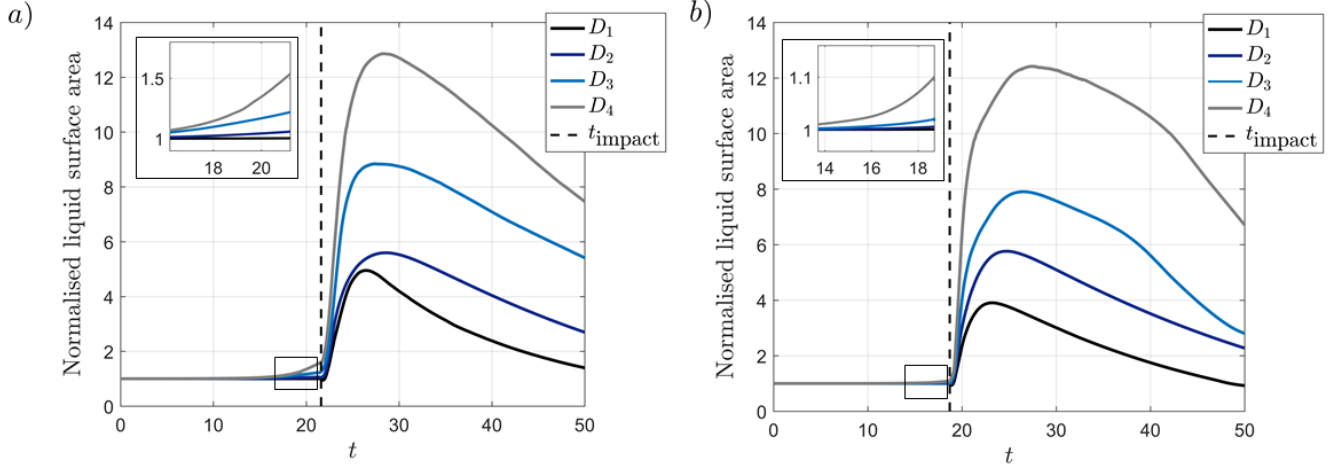 a)
Normalised liquid surface area
14
12
10
8
6
4
2
0
0 10 20 30 40 50
t
1.5
1
18 20
D₁
D₂
D₃
D₄
t_impact
b)
Normalised liquid surface area
14
12
10
8
6
4
2
0
0 10 20 30 40 50
t
1.1
1
14 16 18
D₁
D₂
D₃
D₄
t_impact